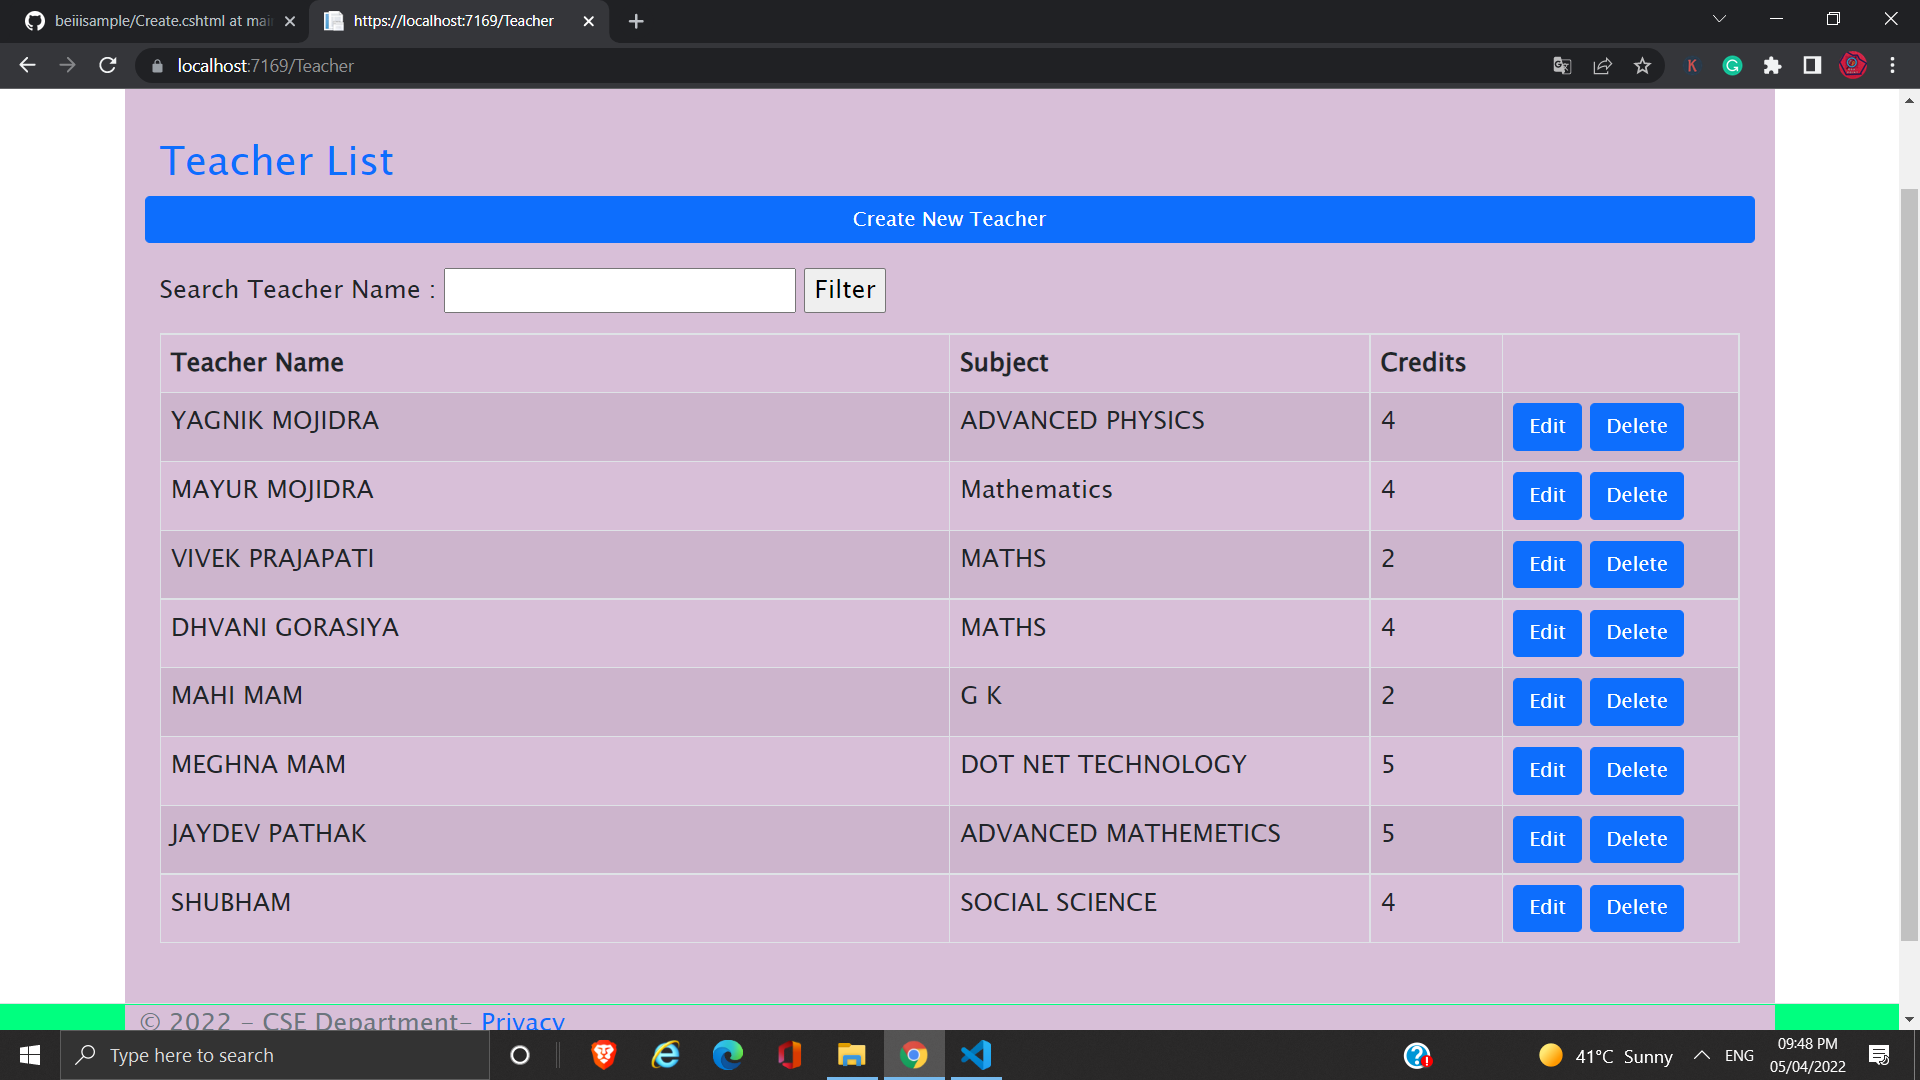 beiiisample/Create.cshtml at mai
https://localhost:7169/Teacher
localhost:7169/Teacher
K
G
Teacher List
Create New Teacher
Search Teacher Name : Filter
Teacher Name Subject Credits
YAGNIK MOJIDRA ADVANCED PHYSICS 4 Edit Delete
MAYUR MOJIDRA Mathematics 4 Edit Delete
VIVEK PRAJAPATI MATHS 2 Edit Delete
DHVANI GORASIYA MATHS 4 Edit Delete
MAHI MAM G K 2 Edit Delete
MEGHNA MAM DOT NET TECHNOLOGY 5 Edit Delete
JAYDEV PATHAK ADVANCED MATHEMETICS 5 Edit Delete
SHUBHAM SOCIAL SCIENCE 4 Edit Delete
© 2022 - CSE Department- Privacy
Type here to search
41°C Sunny
ENG
09:48 PM
05/04/2022